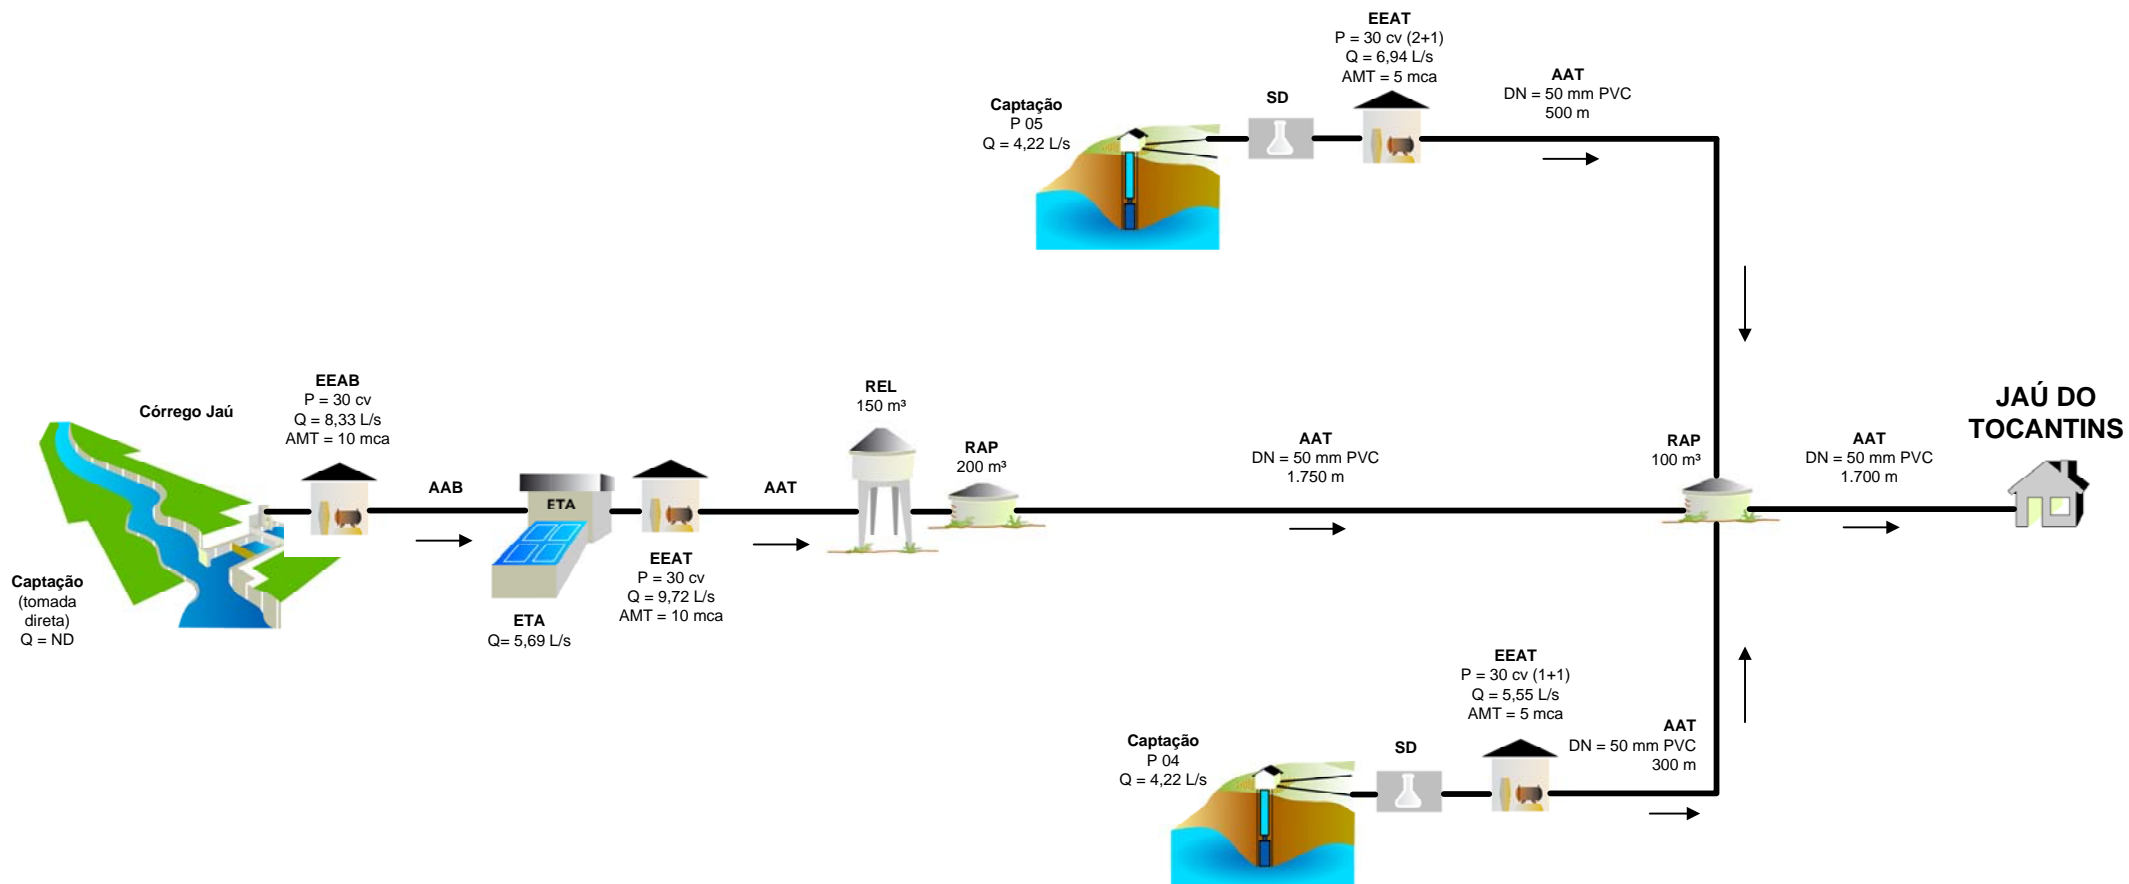 EEAT
P = 30 cv (2+1)
Q = 6,94 L/s
AMT = 5 mca
AAT
DN = 50 mm PVC
500 m
SD
Captação
P 05
Q = 4,22 L/s
EEAB
P = 30 cv
Q = 8,33 L/s
AMT = 10 mca
Córrego Jaú
REL
150 m³
RAP
200 m³
AAT
DN = 50 mm PVC
1.750 m
RAP
100 m³
AAT
DN = 50 mm PVC
1.700 m
JAÚ DO
TOCANTINS
AAB
ETA
AAT
Captação
(tomada
direta)
Q = ND
ETA
Q= 5,69 L/s
EEAT
P = 30 cv
Q = 9,72 L/s
AMT = 10 mca
EEAT
P = 30 cv (1+1)
Q = 5,55 L/s
AMT = 5 mca
AAT
DN = 50 mm PVC
300 m
Captação
P 04
Q = 4,22 L/s
SD